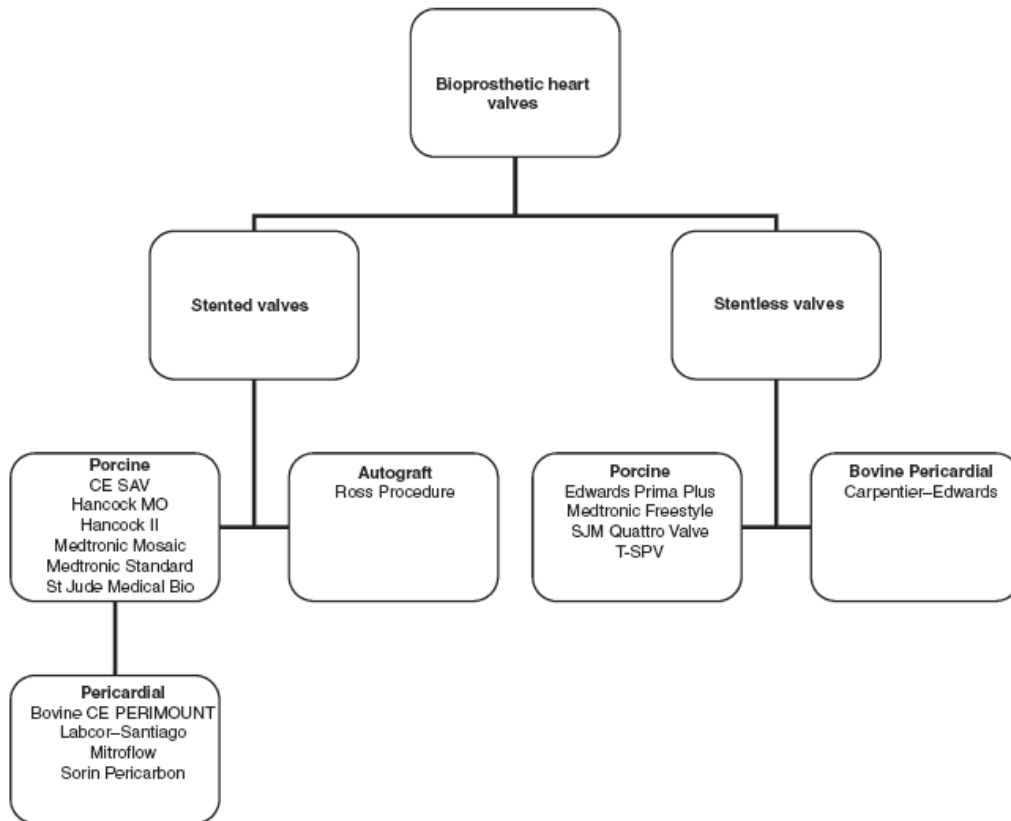 Bioprosthetic heart
valves
Stented valves
Stentless valves
Porcine
CE SAV
Hancock MO
Hancock II
Medtronic Mosaic
Medtronic Standard
St Jude Medical Bio
Autograft
Ross Procedure
Porcine
Edwards Prima Plus
Medtronic Freestyle
SJM Quattro Valve
T-SPV
Bovine Pericardial
Carpentier–Edwards
Pericardial
Bovine CE PERIMOUNT
Labcor–Santiago
Mitroflow
Sorin Pericarbon